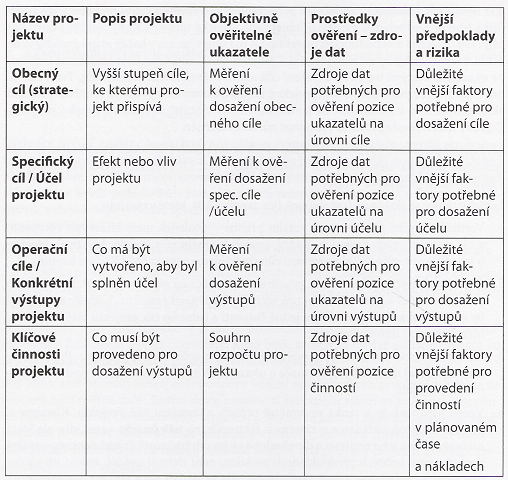 Název pro-
jektu
Popis projektu
Objektivně
ověřitelné
ukazatele
Prostředky
ověření – zdro-
je dat
Vnější
předpoklady
a rizika
Obecný
cíl (strate-
gický)
Vyšší stupeň cíle,
ke kterému pro-
jekt přispívá
Měření
k ověření
dosažení obec-
ného cíle
Zdroje dat
potřebných pro
ověření pozice
ukazatelů na
úrovni cíle
Důležité
vnější faktory
potřebné pro
dosažení cíle
Specifický
cíl / Účel
projektu
Efekt nebo vliv
projektu
Měření k ově-
ření dosažení
spec. cíle
/účelu
Zdroje dat
potřebných pro
ověření pozice
ukazatelů na
úrovni účelu
Důležité
vnější fak-
tory potřebné
pro dosažení
účelu
Operační
cíle /
Konkrétní
výstupy
projektu
Co má být
vytvořeno, aby byl
splněn účel
Měření
k ověření
dosažení
výstupů
Zdroje dat
potřebných pro
ověření pozice
ukazatelů na
úrovni výstupů
Důležité
vnější fak-
tory potřebné
pro dosažení
výstupů
Klíčové
činnosti
projektu
Co musí být
provedeno pro
dosažení výstupů
Souhrn
rozpočtu pro-
jektu
Zdroje dat
potřebných pro
ověření pozice
činností
Důležité
vnější faktory
potřebné pro
provedení
činností
v plánovaném
čase
a nákladech